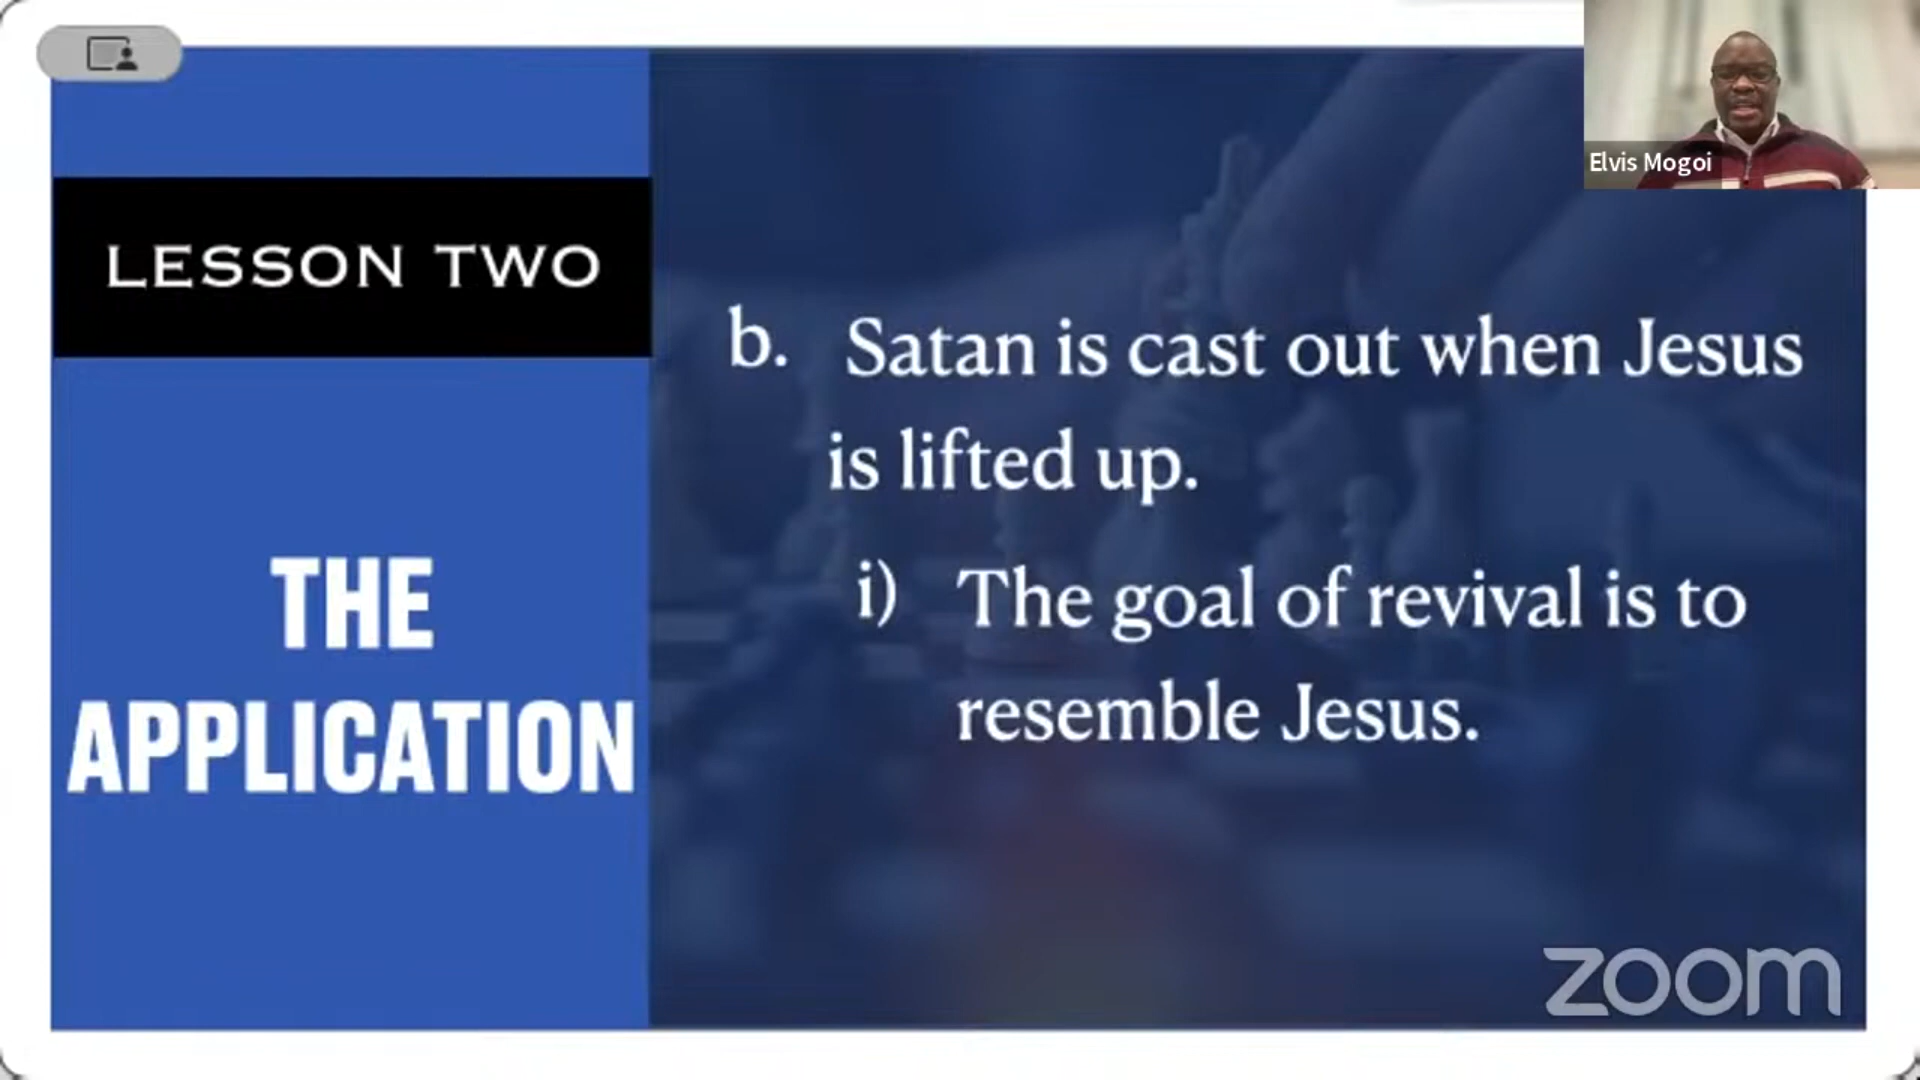 Elvis Mogoi
LESSON TWO
THE
APPLICATION
b. Satan is cast out when Jesus
is lifted up.
i) The goal of revival is to
resemble Jesus.
zoom